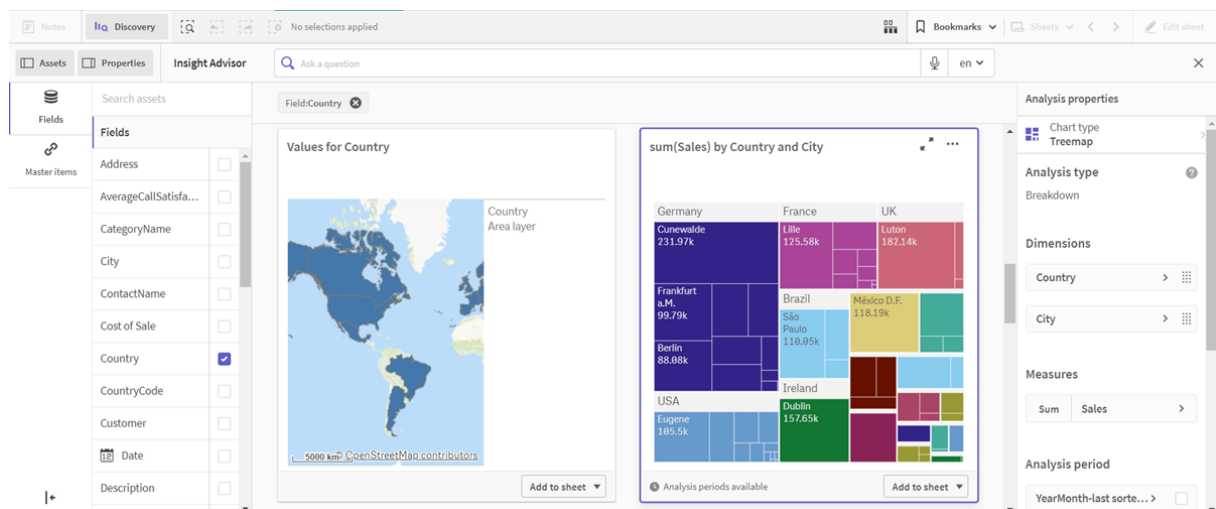 Notes
Discovery
No selections applied
Bookmarks
Sheets
Edit sheet
Assets
Properties
Insight Advisor
Ask a question
en
Fields
Master items
Search assets
Fields
Address
AverageCallSatisfa...
CategoryName
City
ContactName
Cost of Sale
Country
CountryCode
Customer
Date
Description
Field:Country
Values for Country
Country
Area layer
5000 km
© OpenStreetMap contributors
Add to sheet
sum(Sales) by Country and City
Germany
Cunewalde
231.97k
Frankfurt
a.M.
99.79k
Berlin
88.08k
USA
Eugene
105.5k
France
Lille
125.58k
UK
Luton
182.14k
Brazil
São
Paulo
110.05k
México D.F.
118.19k
Ireland
Dublin
157.65k
Analysis periods available
Add to sheet
Analysis properties
Chart type
Treemap
Analysis type
Breakdown
Dimensions
Country
City
Measures
Sum
Sales
Analysis period
YearMonth-last sorte...